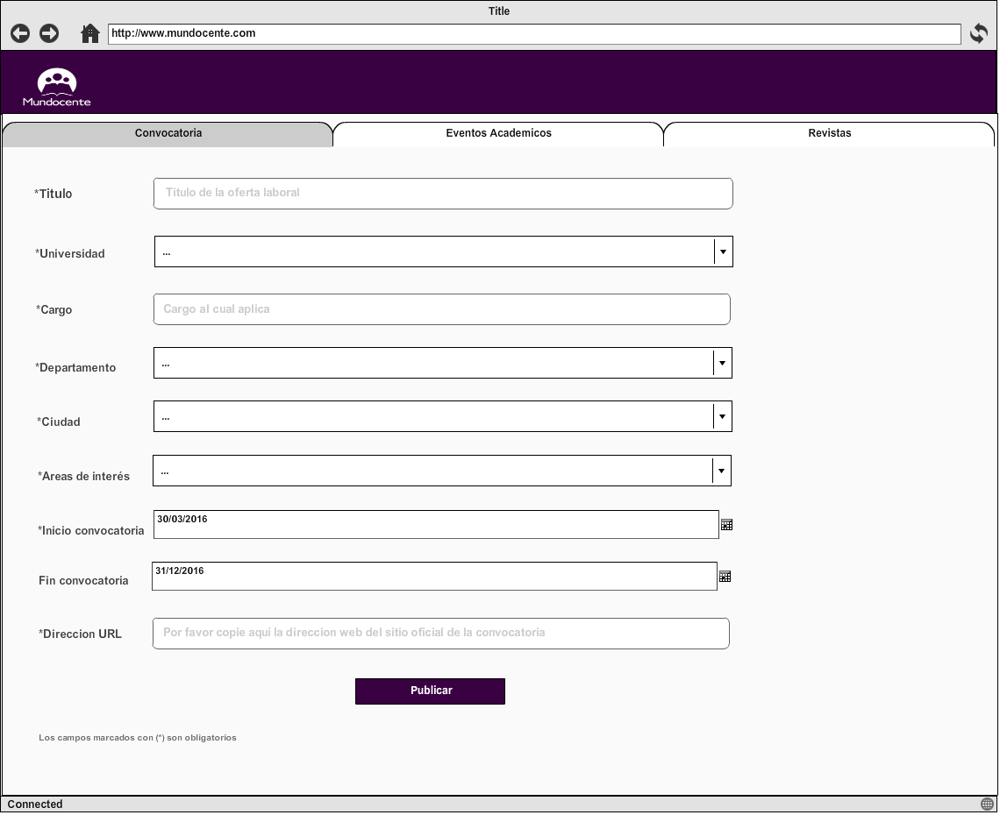 Title
http://www.mundocente.com
Mundocente
Convocatoria
Eventos Academicos
Revistas
*Titulo
Titulo de la oferta laboral
*Universidad
...
*Cargo
Cargo al cual aplica
*Departamento
...
*Ciudad
...
*Areas de interés
...
*Inicio convocatoria
30/03/2016
Fin convocatoria
31/12/2016
*Direccion URL
Por favor copie aqui la direccion web del sitio oficial de la convocatoria
Publicar
Los campos marcados con (*) son obligatorios
Connected